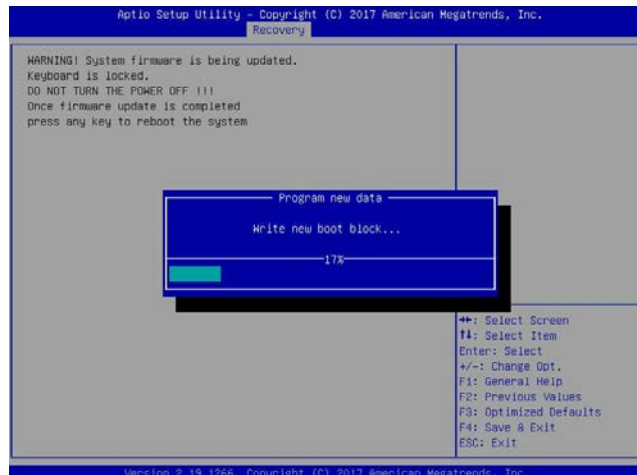 Aptio Setup Utility - Copyright (C) 2017 American Megatrends, Inc.
Recovery
WARNING! System firmware is being updated.
Keyboard is locked.
DO NOT TURN THE POWER OFF !!!
Once firmware update is completed
press any key to reboot the system
Program new data
Write new boot block...
17%
→←: Select Screen
↑↓: Select Item
Enter: Select
+/-: Change Opt.
F1: General Help
F2: Previous Values
F3: Optimized Defaults
F4: Save & Exit
ESC: Exit
Version 2.19.1266. Copyright (C) 2017 American Megatrends, Inc.